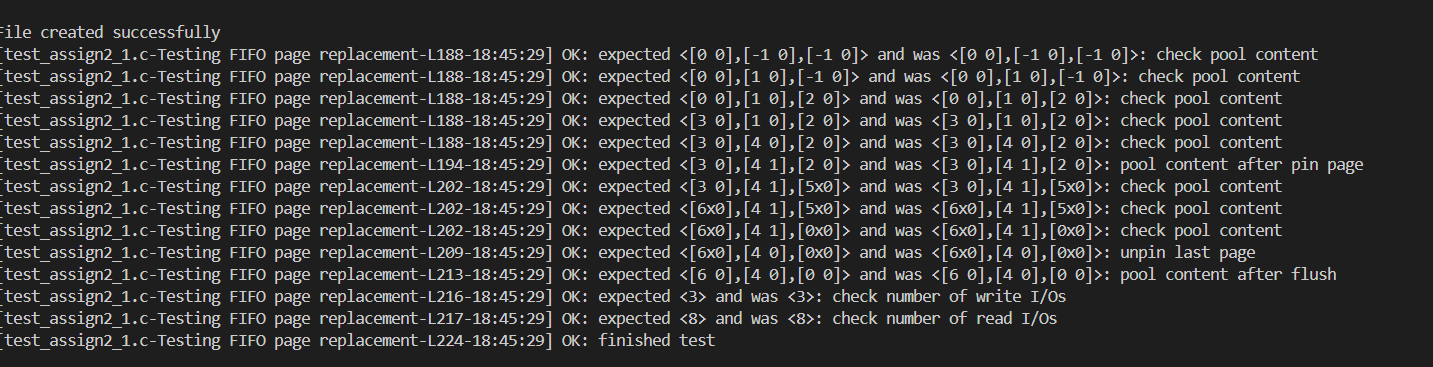 File created successfully
[test_assign2_1.c-Testing FIFO page replacement-L188-18:45:29] OK: expected <[0 0],[-1 0],[-1 0]> and was <[0 0],[-1 0],[-1 0]>: check pool content
[test_assign2_1.c-Testing FIFO page replacement-L188-18:45:29] OK: expected <[0 0],[1 0],[-1 0]> and was <[0 0],[1 0],[-1 0]>: check pool content
[test_assign2_1.c-Testing FIFO page replacement-L188-18:45:29] OK: expected <[0 0],[1 0],[2 0]> and was <[0 0],[1 0],[2 0]>: check pool content
[test_assign2_1.c-Testing FIFO page replacement-L188-18:45:29] OK: expected <[3 0],[1 0],[2 0]> and was <[3 0],[1 0],[2 0]>: check pool content
[test_assign2_1.c-Testing FIFO page replacement-L188-18:45:29] OK: expected <[3 0],[4 0],[2 0]> and was <[3 0],[4 0],[2 0]>: check pool content
[test_assign2_1.c-Testing FIFO page replacement-L194-18:45:29] OK: expected <[3 0],[4 1],[2 0]> and was <[3 0],[4 1],[2 0]>: pool content after pin page
[test_assign2_1.c-Testing FIFO page replacement-L202-18:45:29] OK: expected <[3 0],[4 1],[5x0]> and was <[3 0],[4 1],[5x0]>: check pool content
[test_assign2_1.c-Testing FIFO page replacement-L202-18:45:29] OK: expected <[6x0],[4 1],[5x0]> and was <[6x0],[4 1],[5x0]>: check pool content
[test_assign2_1.c-Testing FIFO page replacement-L202-18:45:29] OK: expected <[6x0],[4 1],[0x0]> and was <[6x0],[4 1],[0x0]>: check pool content
[test_assign2_1.c-Testing FIFO page replacement-L209-18:45:29] OK: expected <[6x0],[4 0],[0x0]> and was <[6x0],[4 0],[0x0]>: unpin last page
[test_assign2_1.c-Testing FIFO page replacement-L213-18:45:29] OK: expected <[6 0],[4 0],[0 0]> and was <[6 0],[4 0],[0 0]>: pool content after flush
[test_assign2_1.c-Testing FIFO page replacement-L216-18:45:29] OK: expected <3> and was <3>: check number of write I/Os
[test_assign2_1.c-Testing FIFO page replacement-L217-18:45:29] OK: expected <8> and was <8>: check number of read I/Os
[test_assign2_1.c-Testing FIFO page replacement-L224-18:45:29] OK: finished test